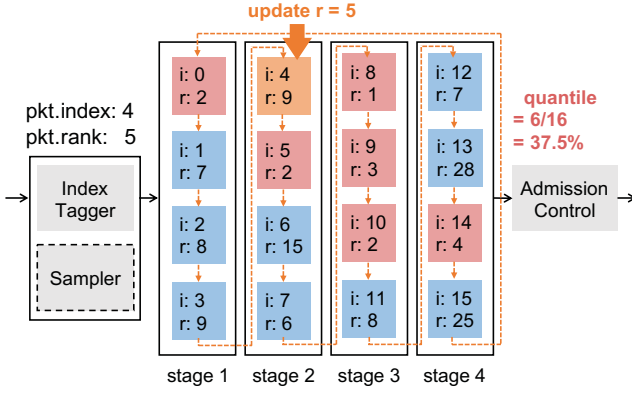 update r = 5
pkt.index: 4
pkt.rank: 5
Index
Tagger
Sampler
i: 0
r: 2
i: 1
r: 7
i: 2
r: 8
i: 3
r: 9
stage 1
i: 4
r: 9
i: 5
r: 2
i: 6
r: 15
i: 7
r: 6
stage 2
i: 8
r: 1
i: 9
r: 3
i: 10
r: 2
i: 11
r: 8
stage 3
i: 12
r: 7
i: 13
r: 28
i: 14
r: 4
i: 15
r: 25
stage 4
quantile
= 6/16
= 37.5%
Admission
Control